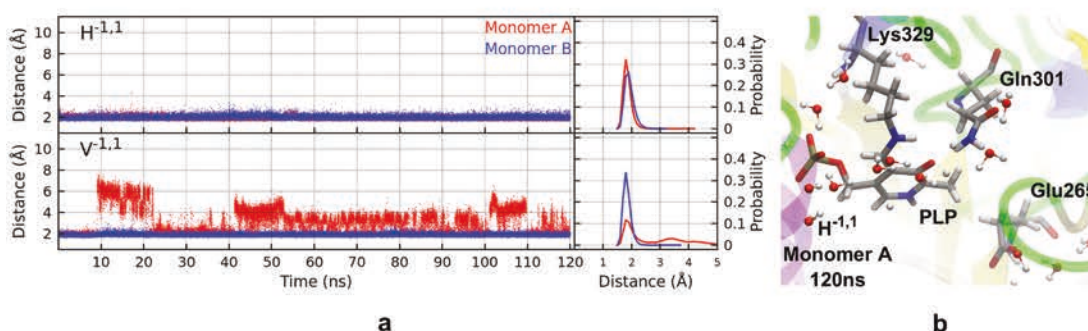 H-1,1
Monomer A
Monomer B
Distance (Å)
10
8
6
4
2
0.4
0.3
0.2
0.1
0
Probability
V-1,1
Distance (Å)
10
8
6
4
2
0.4
0.3
0.2
0.1
0
Probability
10 20 30 40 50 60 70 80 90 100 110 120
Time (ns)
1 2 3 4 5
Distance (Å)
a
Lys329
Gln301
Glu265
H-1,1
PLP
Monomer A
120ns
b